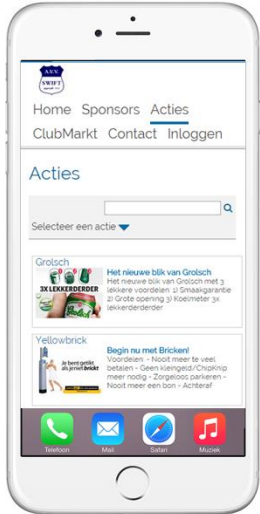 A.V.V.
SWIFT
Home Sponsors Acties
ClubMarkt Contact Inloggen
Acties
Selecteer een actie
Grolsch
3X LEKKERDERDER
Het nieuwe blik van Grolsch
Het nieuwe blik van Grolsch met 3
lekkere voordelen: 1) Smaakgarantie
2) Grote opening 3) Koelmeter 3x
lekkerderderder
Yellowbrick
Je bent getikt
als je niet brickt
Begin nu met Bricken!
Voordelen: - Nooit meer te veel
betalen - Geen kleingeld/ChipKnip
meer nodig - Zorgeloos parkeren -
Nooit meer een bon - Achteraf
Telefoon Mail Safari Muziek